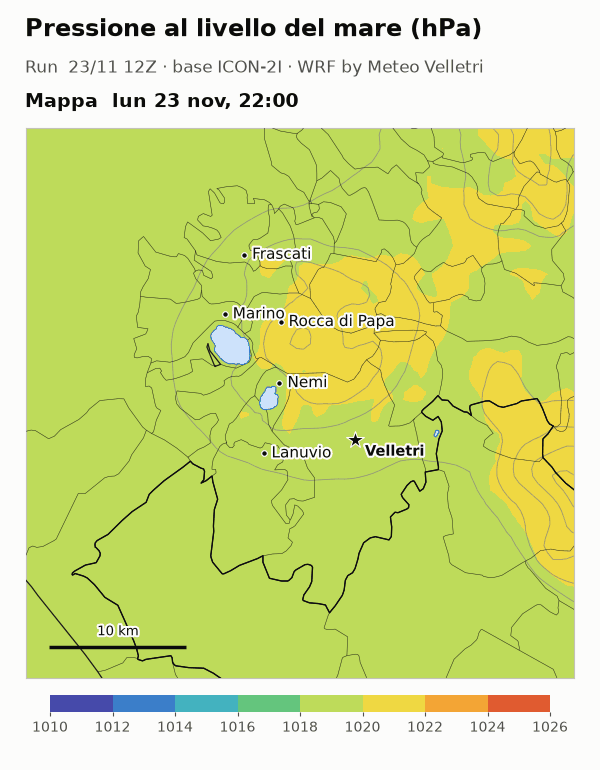 Pressione al livello del mare (hPa)
Run  23/11 12Z · base ICON-2I · WRF by Meteo Velletri
Mappa  lun 23 nov, 22:00
Frascati
Marino
Rocca di Papa
Nemi
Velletri
Lanuvio
10 km
1010 1012 1014 1016 1018 1020 1022 1024 1026